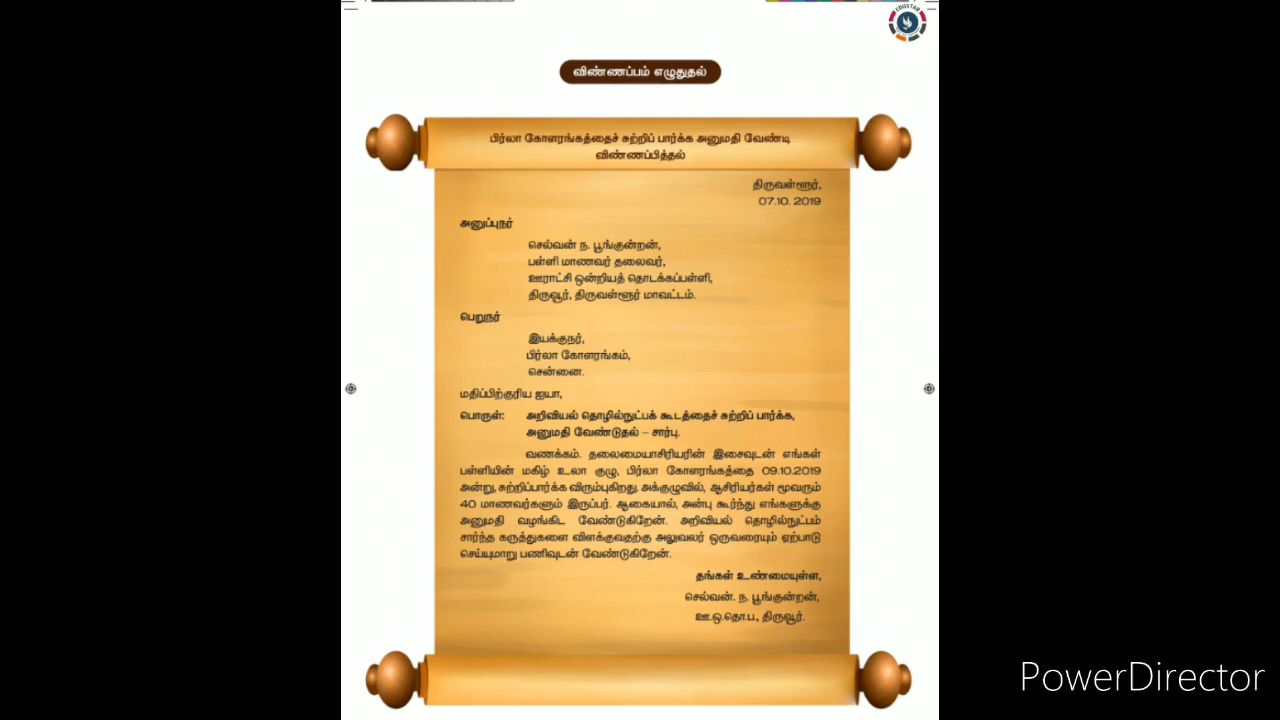 EDUSTAR
விண்ணப்பம் எழுதுதல்
பிர்லா கோளரங்கத்தைச் சுற்றிப் பார்க்க அனுமதி வேண்டி
விண்ணப்பித்தல்
திருவள்ளூர்,
07.10. 2019
அனுப்புநர்
செல்வன் ந. பூங்குன்றன்,
பள்ளி மாணவர் தலைவர்,
ஊராட்சி ஒன்றியத் தொடக்கப்பள்ளி,
திருவூர், திருவள்ளூர் மாவட்டம்.
பெறுநர்
இயக்குநர்,
பிர்லா கோளரங்கம்,
சென்னை.
மதிப்பிற்குரிய ஐயா,
பொருள்: அறிவியல் தொழில்நுட்பக் கூடத்தைச் சுற்றிப் பார்க்க,
அனுமதி வேண்டுதல் – சார்பு.
வணக்கம். தலைமையாசிரியரின் இசைவுடன் எங்கள்
பள்ளியின் மகிழ் உலா குழு, பிர்லா கோளரங்கத்தை 09.10.2019
அன்று, சுற்றிப்பார்க்க விரும்புகிறது. அக்குழுவில், ஆசிரியர்கள் மூவரும்
40 மாணவர்களும் இருப்பர். ஆகையால், அன்பு கூர்ந்து எங்களுக்கு
அனுமதி வழங்கிட வேண்டுகிறேன். அறிவியல் தொழில்நுட்பம்
சார்ந்த கருத்துகளை விளக்குவதற்கு அலுவலர் ஒருவரையும் ஏற்பாடு
செய்யுமாறு பணிவுடன் வேண்டுகிறேன்.
தங்கள் உண்மையுள்ள,
செல்வன். ந. பூங்குன்றன்,
ஊ.ஒ.தொ.ப., திருவூர்.
PowerDirector